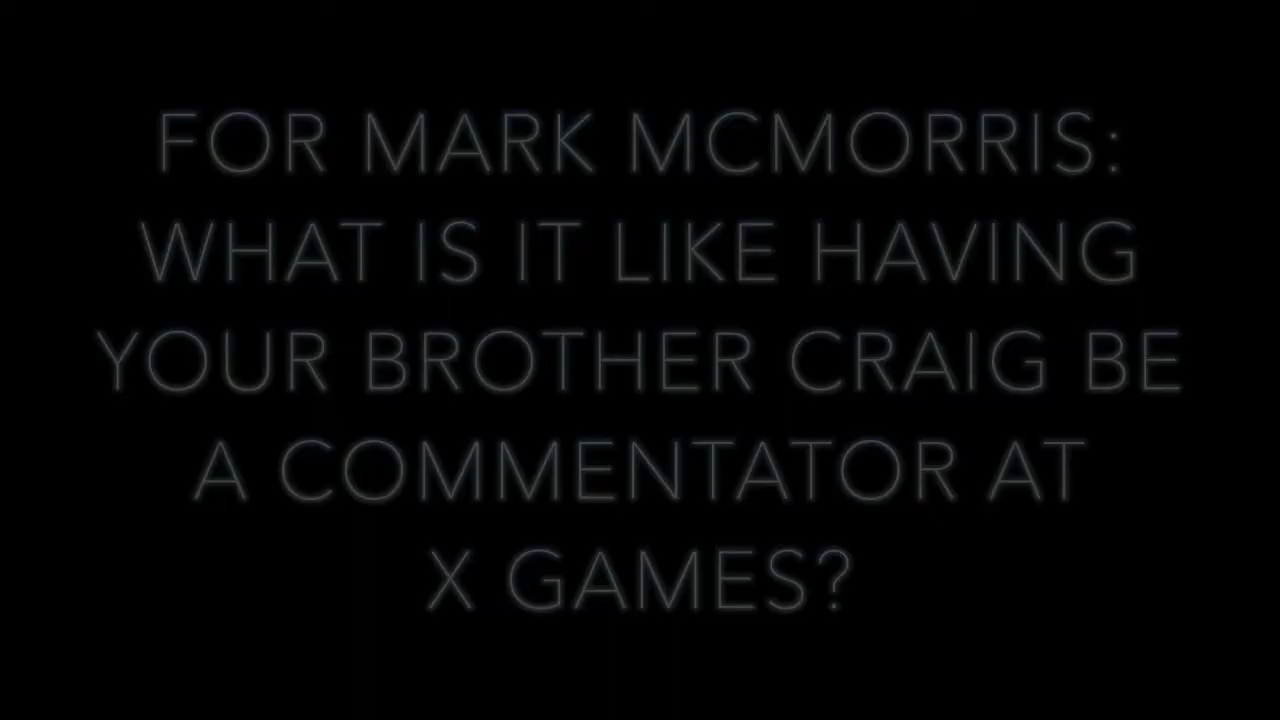 FOR MARK MCMORRIS:
WHAT IS IT LIKE HAVING
YOUR BROTHER CRAIG BE
A COMMENTATOR AT
X GAMES?